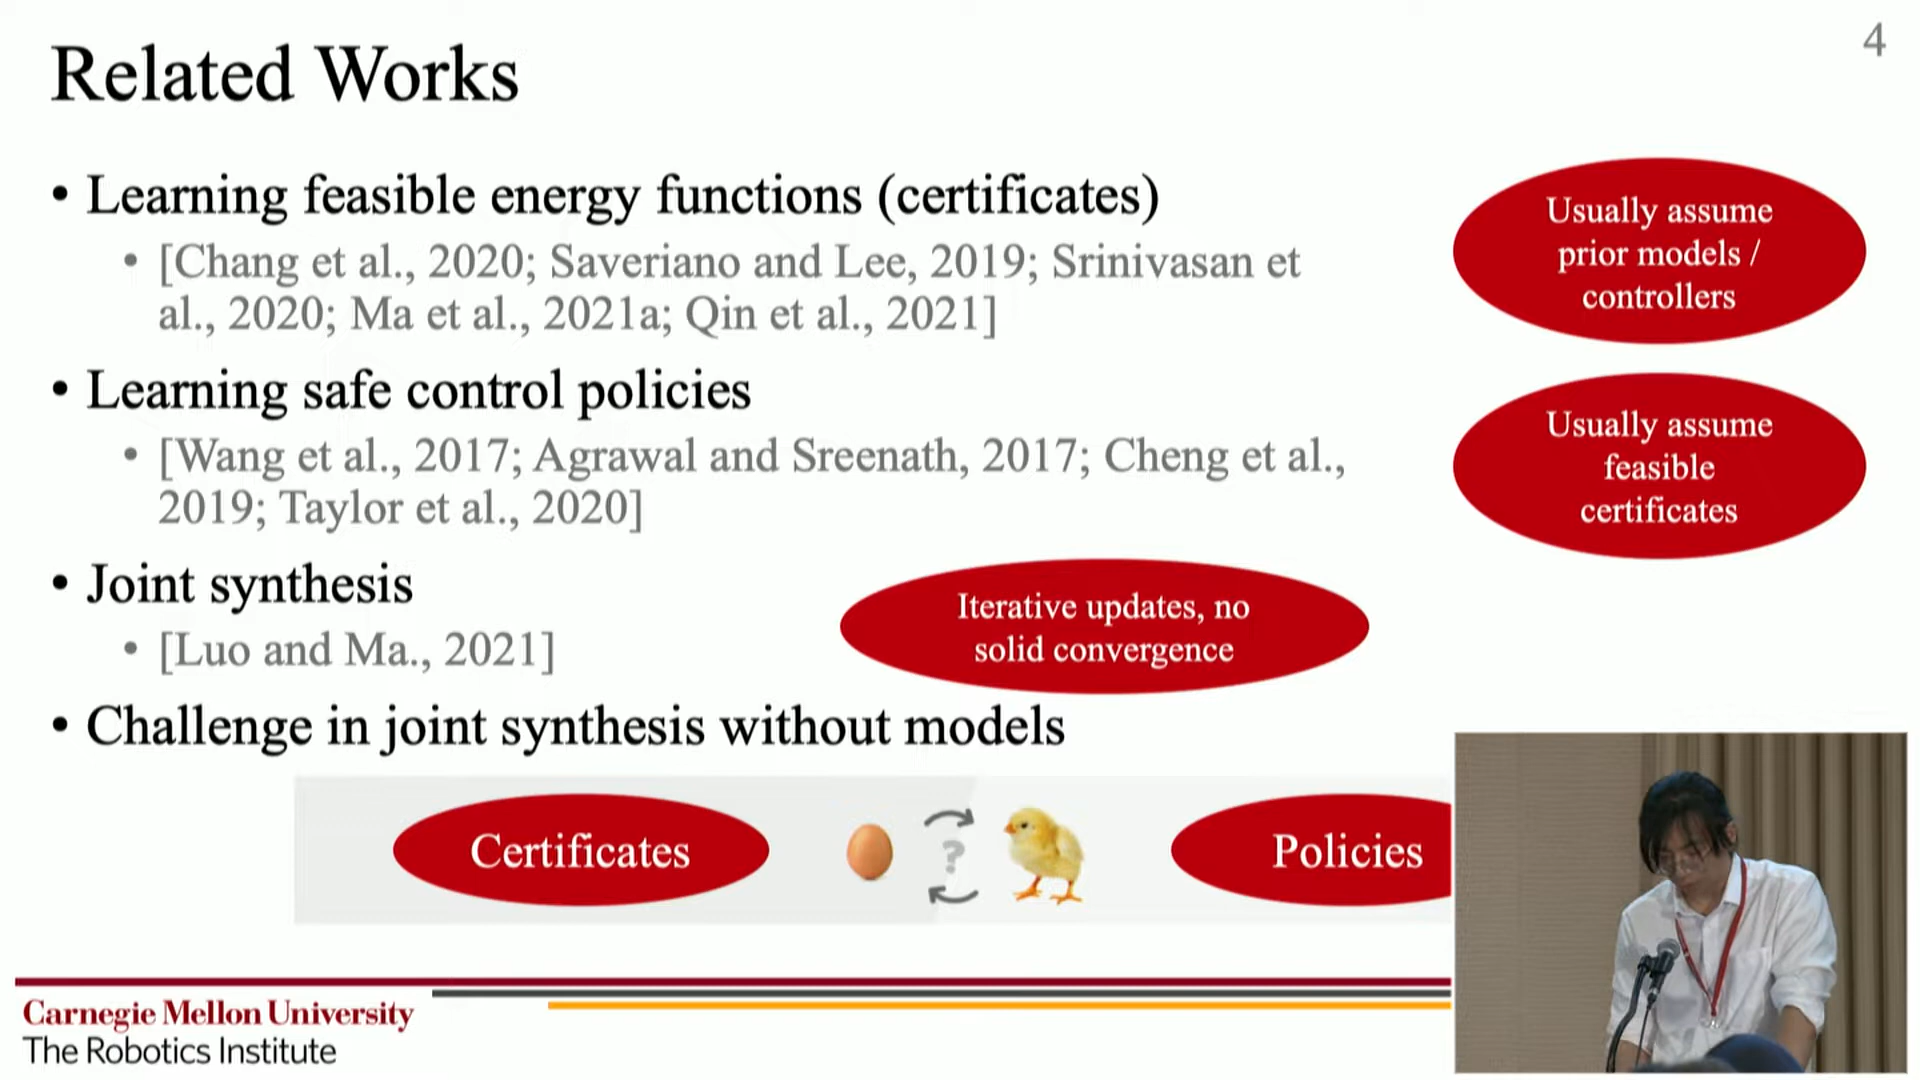 4
Related Works
• Learning feasible energy functions (certificates)
• [Chang et al., 2020; Saveriano and Lee, 2019; Srinivasan et
al., 2020; Ma et al., 2021a; Qin et al., 2021]
Usually assume
prior models /
controllers
• Learning safe control policies
• [Wang et al., 2017; Agrawal and Sreenath, 2017; Cheng et al.,
2019; Taylor et al., 2020]
Usually assume
feasible
certificates
• Joint synthesis
• [Luo and Ma., 2021]
Iterative updates, no
solid convergence
• Challenge in joint synthesis without models
Certificates
?
Policies
Carnegie Mellon University
The Robotics Institute